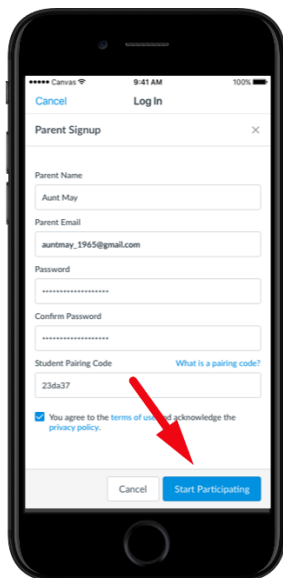 ••••• Canvas 9:41 AM 100%
Cancel Log In
Parent Signup ×
Parent Name
Aunt May
Parent Email
auntmay_1965@gmail.com
Password
•••••••••••••••••••
Confirm Password
•••••••••••••••••••
Student Pairing Code What is a pairing code?
23da37
You agree to the terms of use and acknowledge the
privacy policy.
Cancel Start Participating